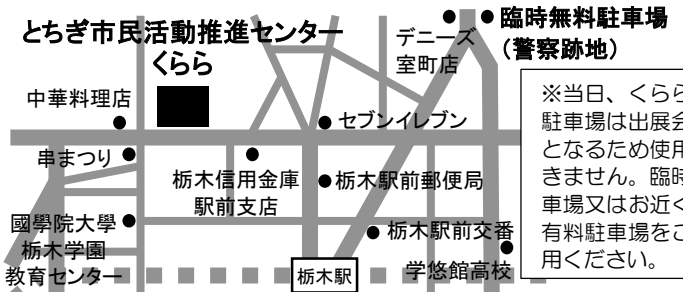 とちぎ市民活動推進センター
くらら
デニーズ
室町店
臨時無料駐車場
（警察跡地）
中華料理店
セブンイレブン
串まつり
栃木信用金庫
駅前支店
栃木駅前郵便局
國學院大學
栃木学園
教育センター
栃木駅前交番
栃木駅
学悠館高校
※当日、くらら
駐車場は出展会
となるため使用
きません。臨時
車場又はお近く
有料駐車場をご
用ください。